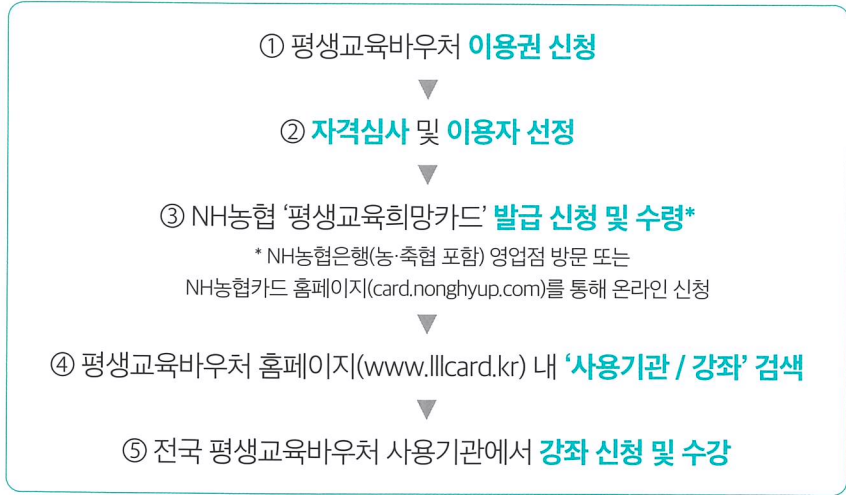 ① 평생교육바우처 이용권 신청
▼
② 자격심사 및 이용자 선정
▼
③ NH농협 ‘평생교육희망카드’ 발급 신청 및 수령*
* NH농협은행(농·축협 포함) 영업점 방문 또는
NH농협카드 홈페이지(card.nonghyup.com)를 통해 온라인 신청
▼
④ 평생교육바우처 홈페이지(www.lllcard.kr) 내 ‘사용기관 / 강좌’ 검색
▼
⑤ 전국 평생교육바우처 사용기관에서 강좌 신청 및 수강